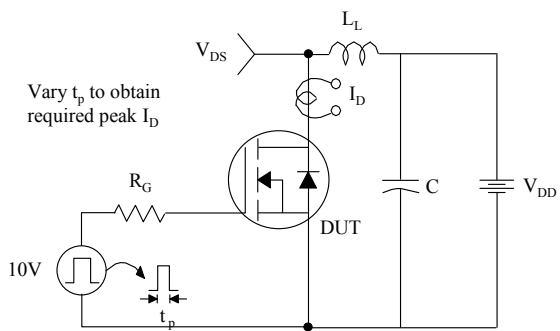 L_L
V_DS
Vary t_p to obtain
required peak I_D
I_D
R_G
DUT
C
V_DD
10V
t_p